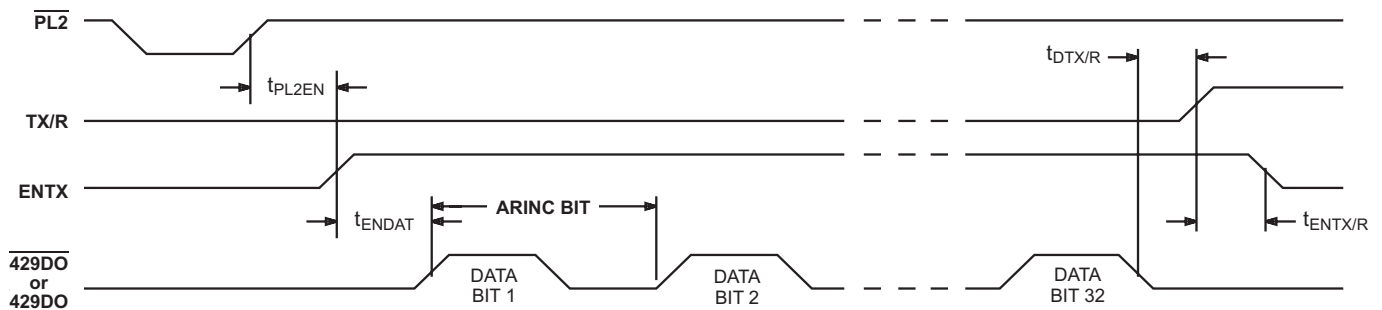 PL2
tDTX/R
tPL2EN
TX/R
ENTX
ARINC BIT
tENDAT
tENTX/R
429DO
or
429DO
DATA
BIT 1
DATA
BIT 2
DATA
BIT 32